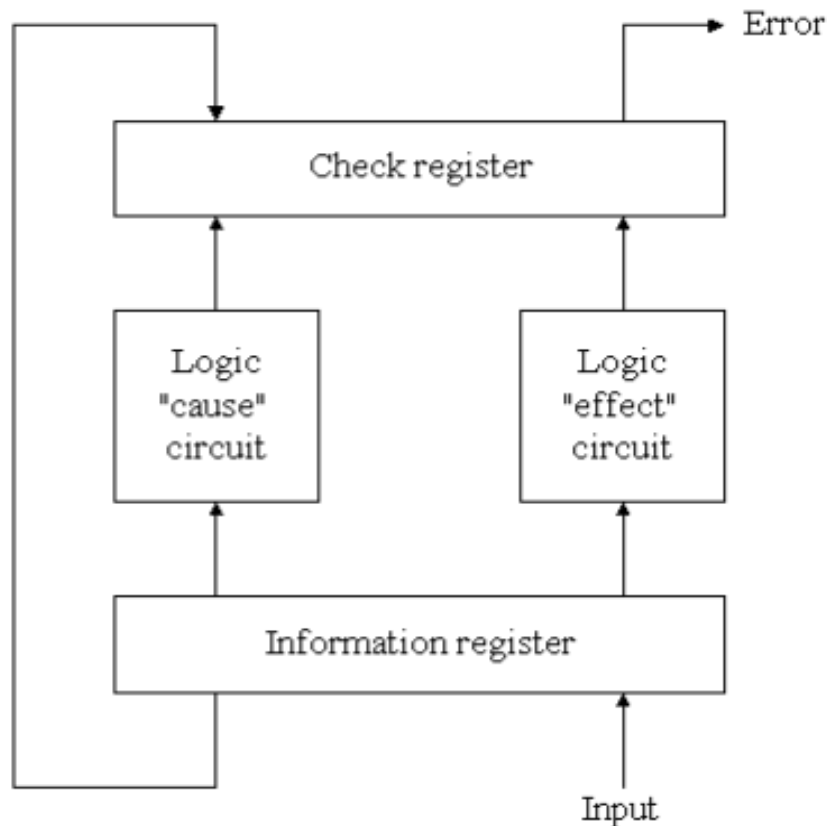 Error
Check register
Logic
"cause"
circuit
Logic
"effect"
circuit
Information register
Input